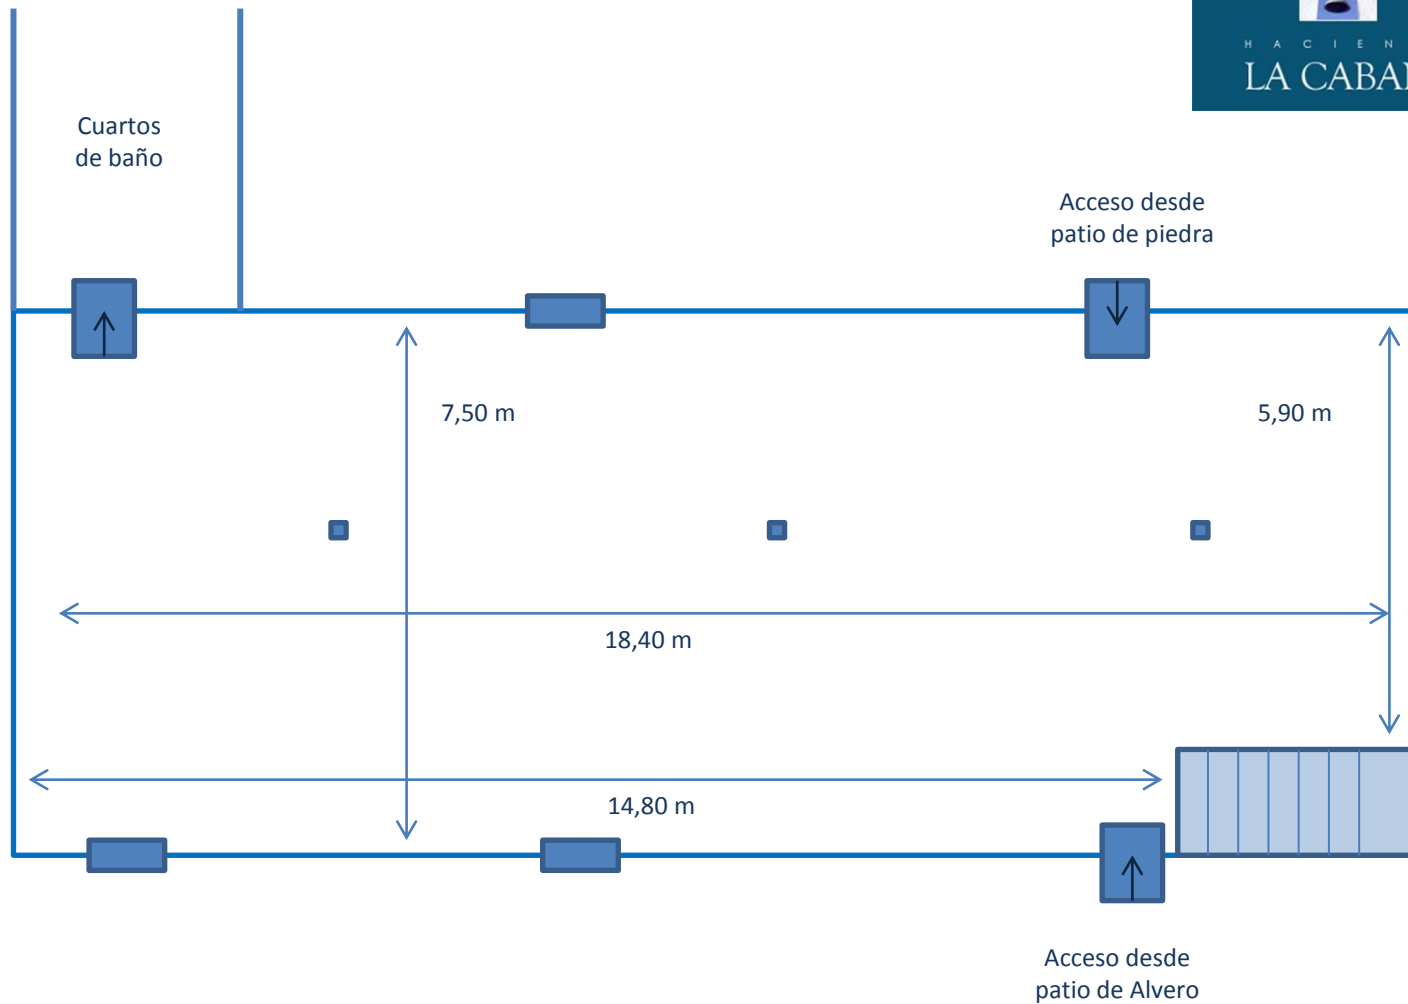 H A C I E N
LA CABA
Cuartos
de baño
Acceso desde
patio de piedra
7,50 m
5,90 m
18,40 m
14,80 m
Acceso desde
patio de Alvero